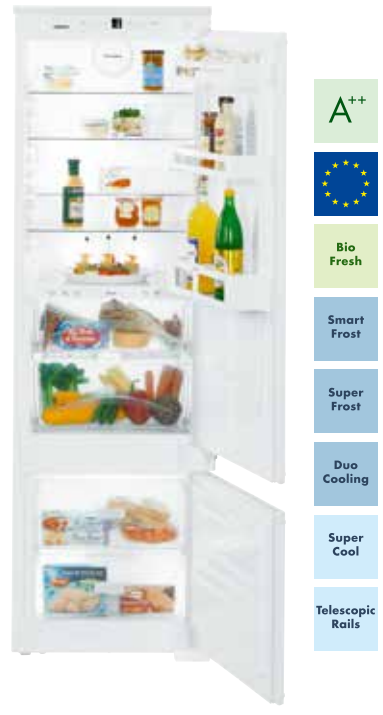 A++
Bio
Fresh
Smart
Frost
Super
Frost
Duo
Cooling
Super
Cool
Telescopic
Rails